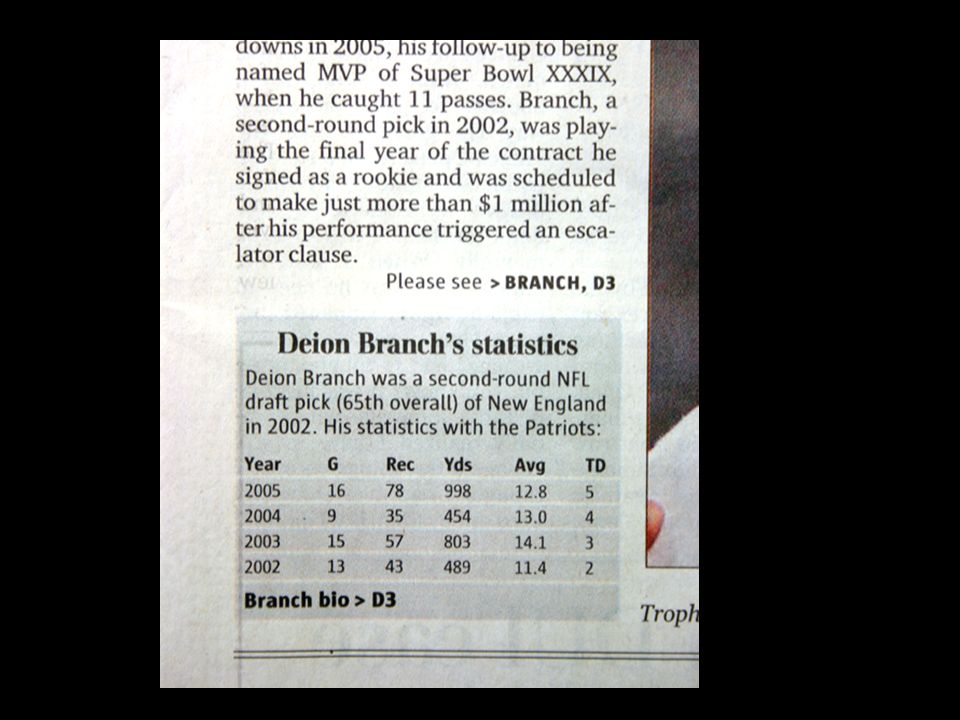 downs in 2005, his follow-up to being
named MVP of Super Bowl XXXIX,
when he caught 11 passes. Branch, a
second-round pick in 2002, was play-
ing the final year of the contract he
signed as a rookie and was scheduled
to make just more than $1 million af-
ter his performance triggered an esca-
lator clause.
Please see > BRANCH, D3
Deion Branch's statistics
Deion Branch was a second-round NFL
draft pick (65th overall) of New England
in 2002. His statistics with the Patriots:
Year G Rec Yds Avg TD
2005 16 78 998 12.8 5
2004 9 35 454 13.0 4
2003 15 57 803 14.1 3
2002 13 43 489 11.4 2
Branch bio > D3
Troph